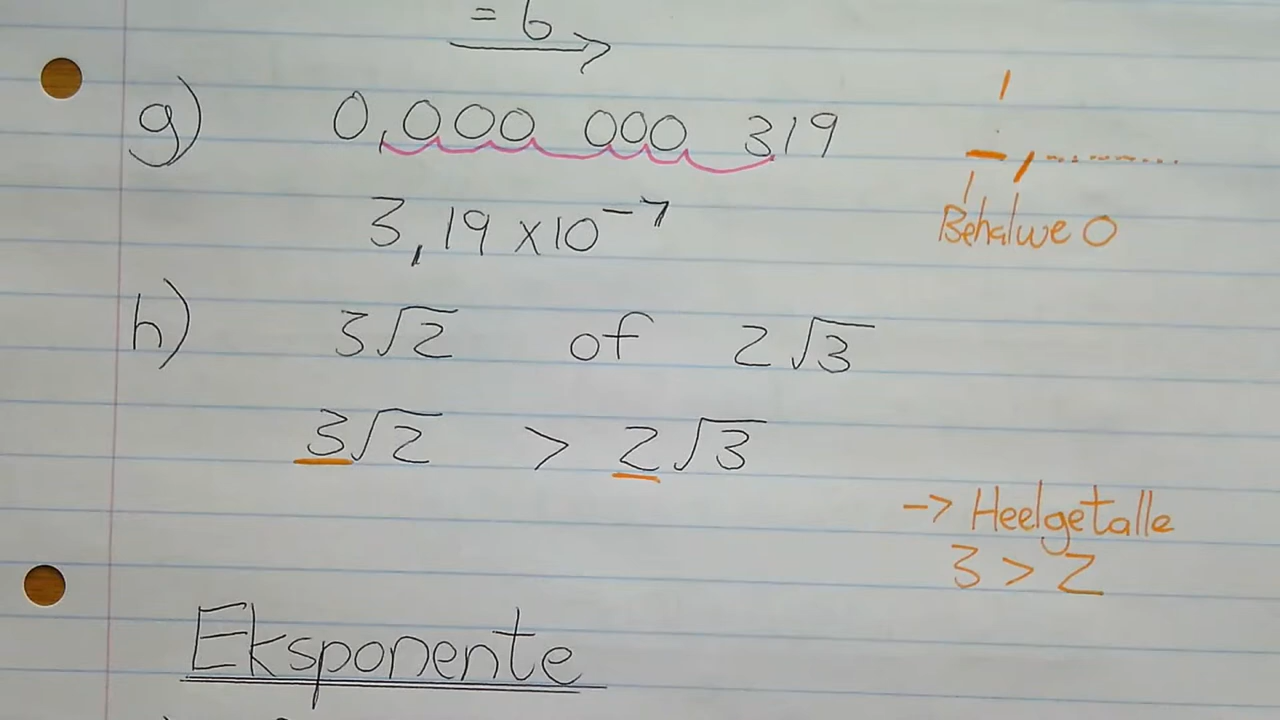 = 6
g) 0,000 000 319
3,19 × 10⁻⁷
Behalwe 0
h) 3√2 of 2√3
3√2 > 2√3
-> Heelgetalle
3 > 2
Eksponente